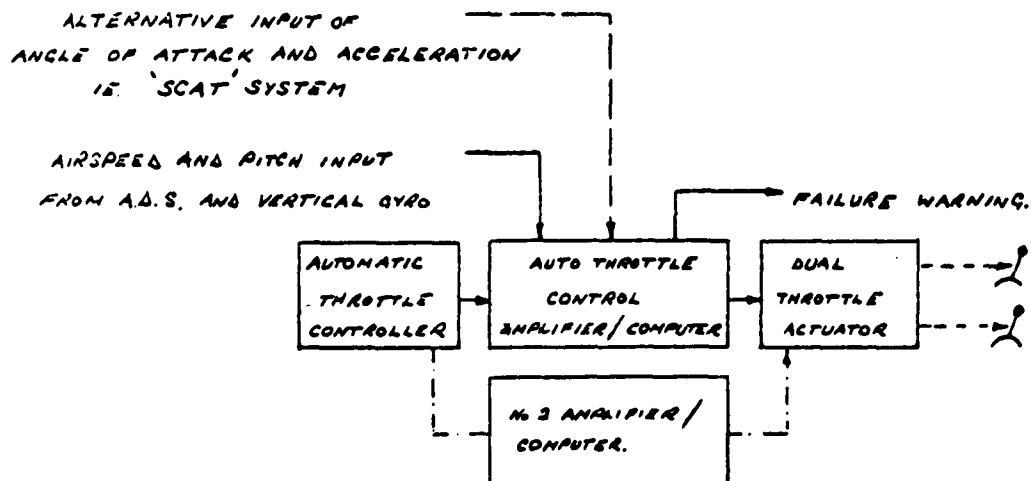 ALTERNATIVE INPUT OF
ANGLE OF ATTACK AND ACCELERATION
IE. 'SCAT' SYSTEM
AIRSPEED AND PITCH INPUT
FROM A.D.S. AND VERTICAL GYRO
FAILURE WARNING.
AUTOMATIC
THROTTLE
CONTROLLER
AUTO THROTTLE
CONTROL
AMPLIFIER/COMPUTER
DUAL
THROTTLE
ACTUATOR
No 2 AMPLIFIER/
COMPUTER.